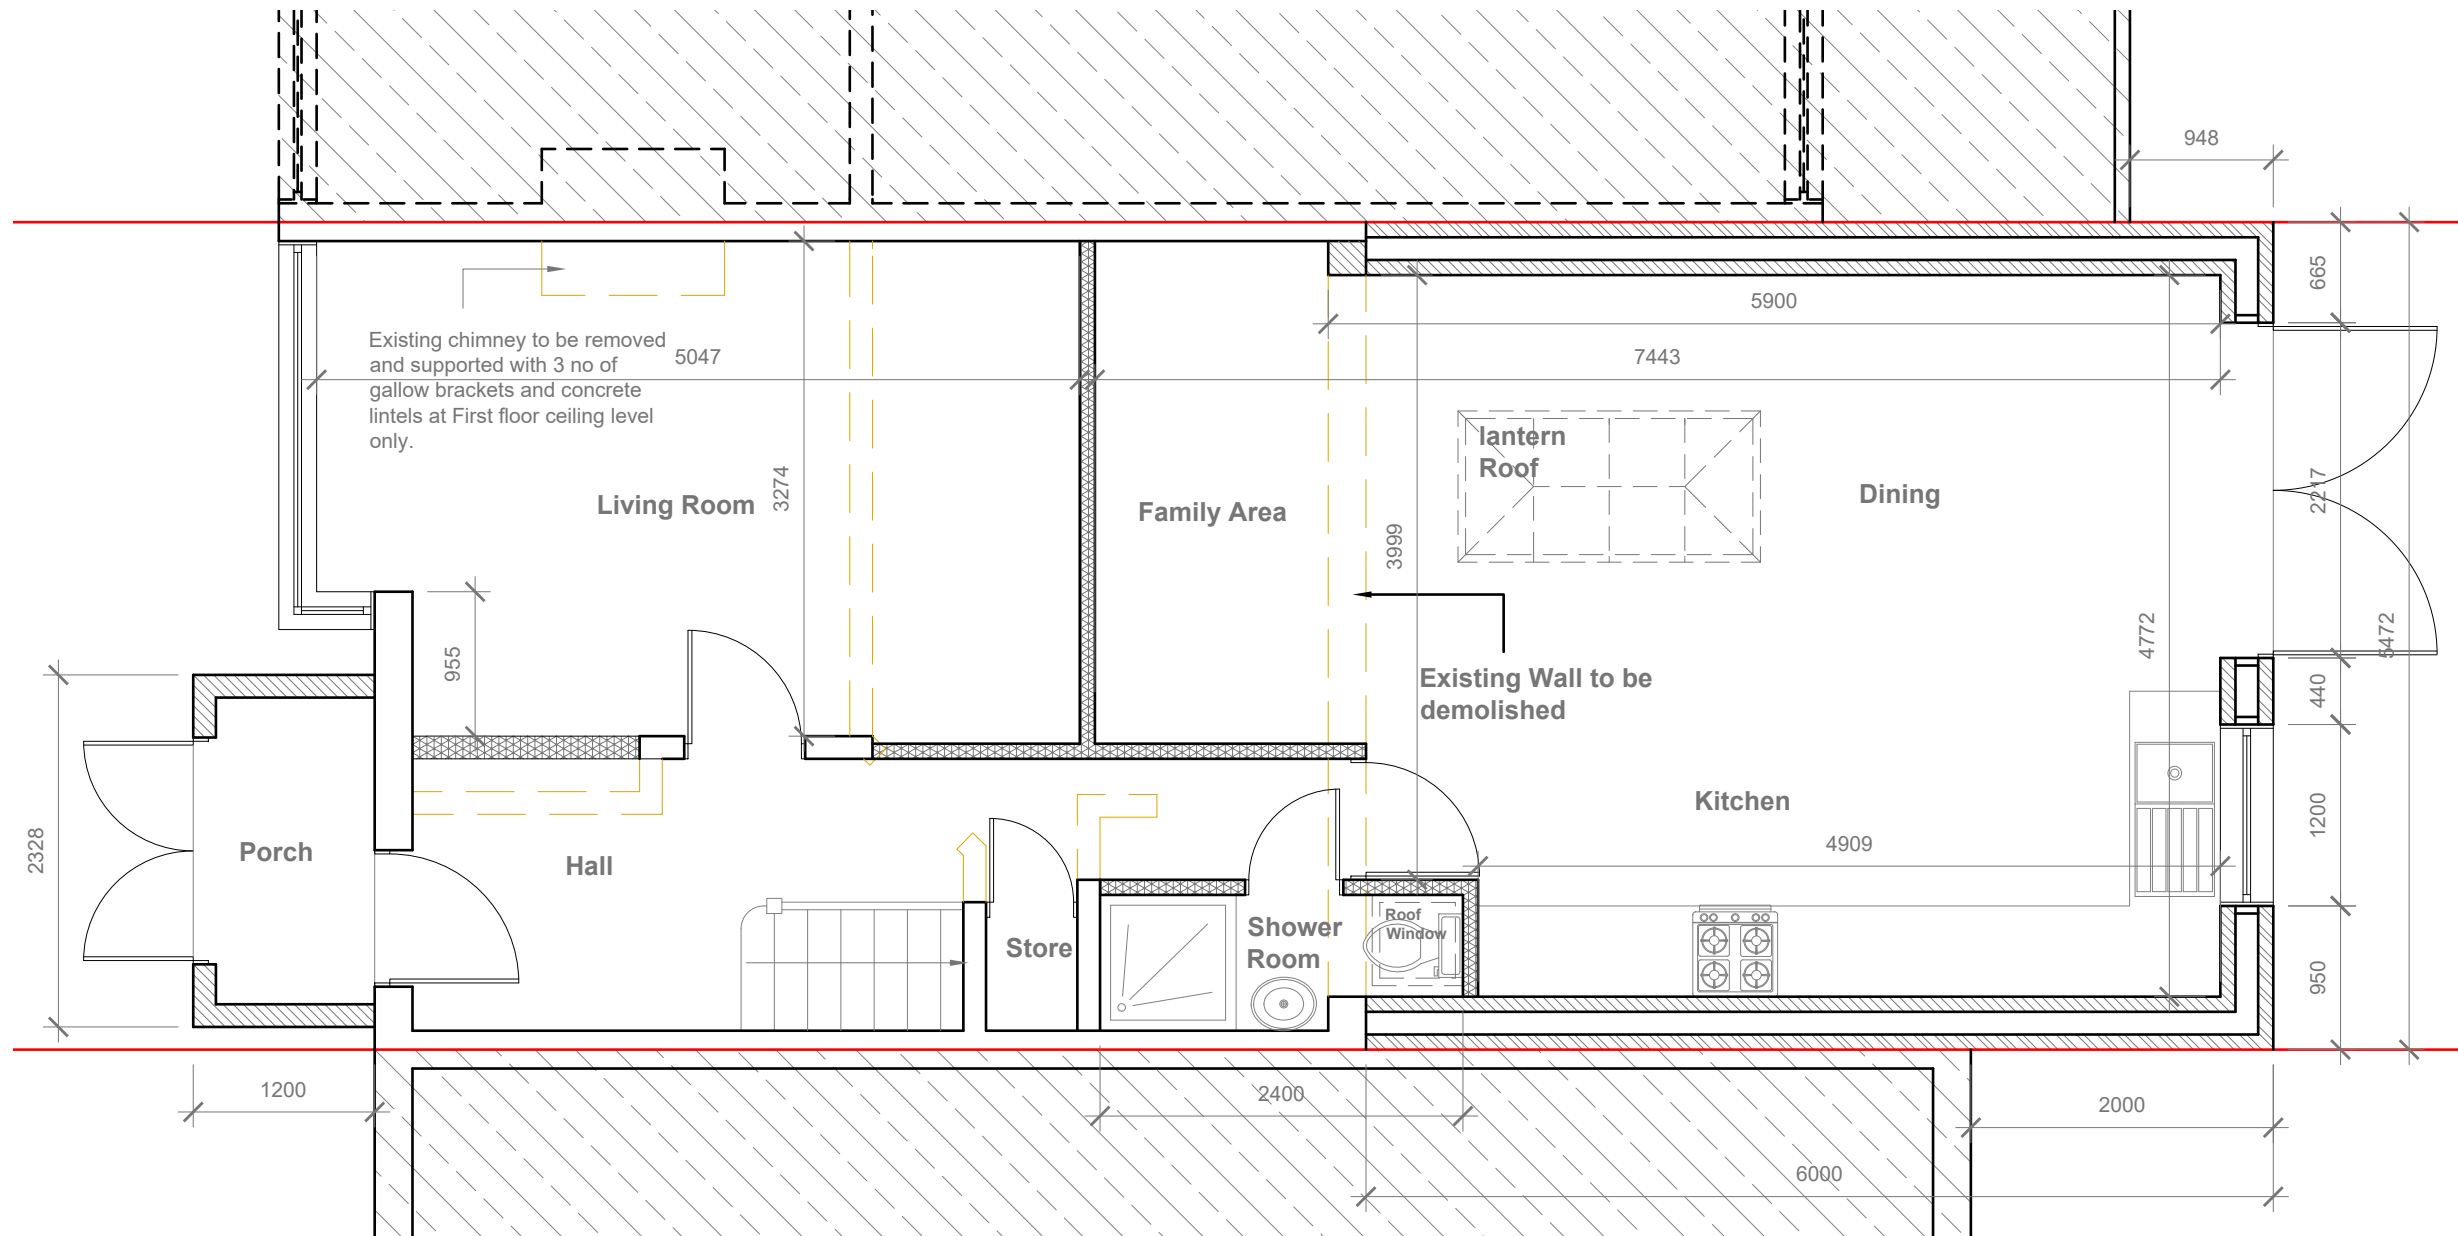 948
665
5900
Existing chimney to be removed
and supported with 3 no of
gallow brackets and concrete
lintels at First floor ceiling level
only.
5047
7443
lantern
Roof
Living Room
3274
Family Area
Dining
2217
3999
955
4772
5472
Existing Wall to be
demolished
440
Kitchen
1200
2328
Porch
Hall
4909
Roof
Window
Shower
Room
Store
950
1200
2400
2000
6000